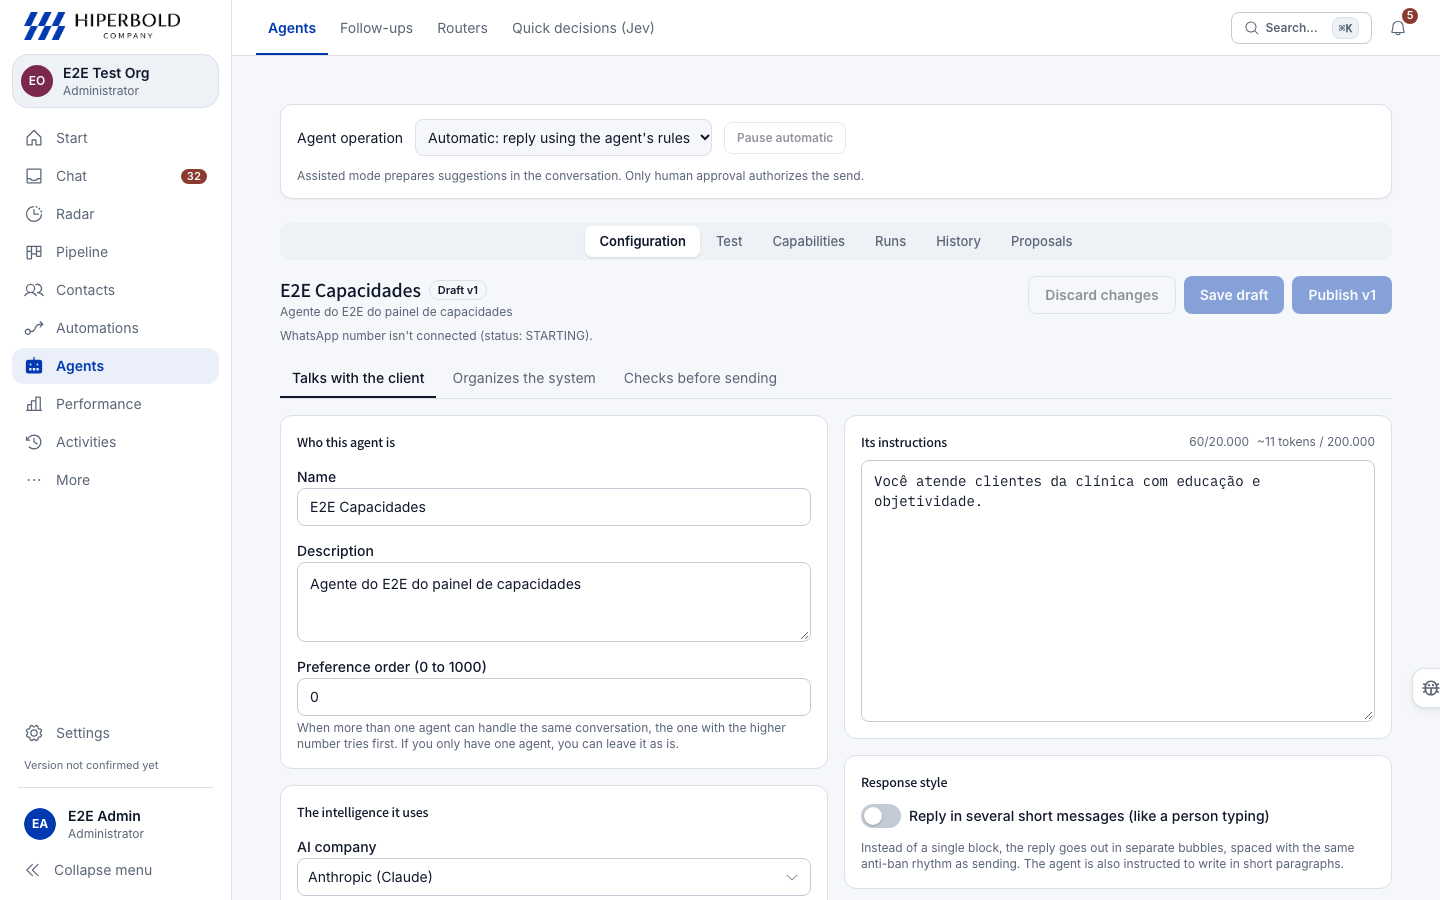 HIPERBOLD
COMPANY
EO
E2E Test Org
Administrator
Start
Chat
32
Radar
Pipeline
Contacts
Automations
Agents
Performance
Activities
More
Settings
Version not confirmed yet
EA
E2E Admin
Administrator
Collapse menu
Agents
Follow-ups
Routers
Quick decisions (Jev)
Search...
⌘K
5
Agent operation
Automatic: reply using the agent's rules
Pause automatic
Assisted mode prepares suggestions in the conversation. Only human approval authorizes the send.
Configuration
Test
Capabilities
Runs
History
Proposals
E2E Capacidades
Draft v1
Agente do E2E do painel de capacidades
WhatsApp number isn't connected (status: STARTING).
Discard changes
Save draft
Publish v1
Talks with the client
Organizes the system
Checks before sending
Who this agent is
Name
E2E Capacidades
Description
Agente do E2E do painel de capacidades
Preference order (0 to 1000)
0
When more than one agent can handle the same conversation, the one with the higher
number tries first. If you only have one agent, you can leave it as is.
The intelligence it uses
AI company
Anthropic (Claude)
Its instructions
60/20.000
~11 tokens / 200.000
Você atende clientes da clínica com educação e
objetividade.
Response style
Reply in several short messages (like a person typing)
Instead of a single block, the reply goes out in separate bubbles, spaced with the same
anti-ban rhythm as sending. The agent is also instructed to write in short paragraphs.